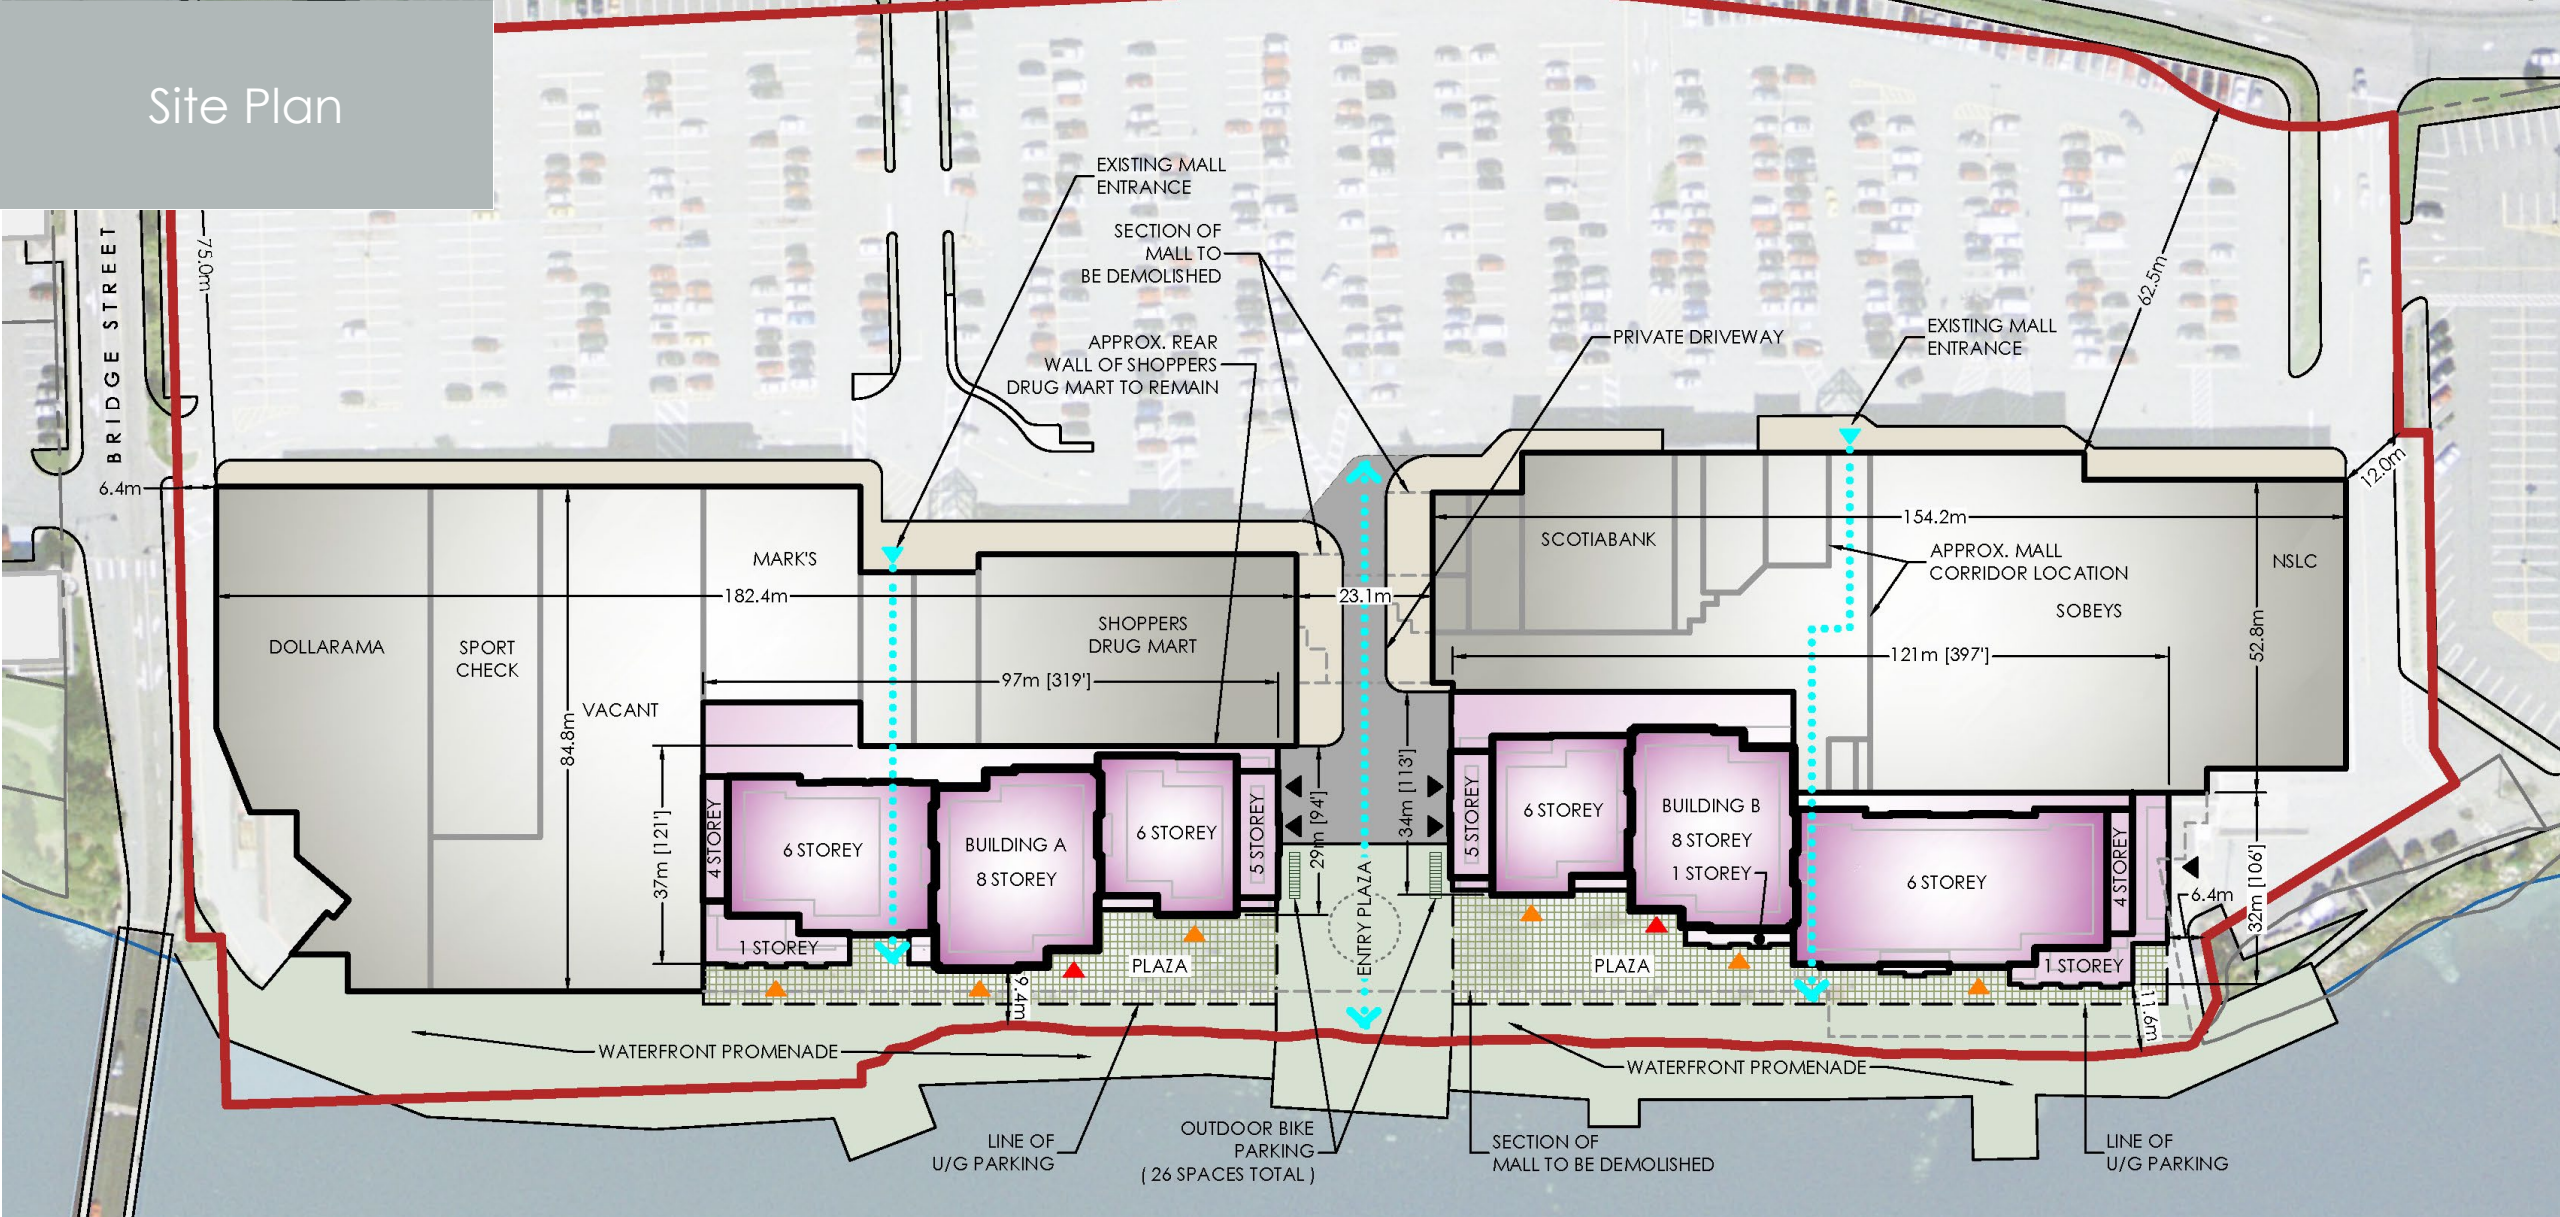 Site Plan
BRIDGE STREET
75.0m
6.4m
EXISTING MALL
ENTRANCE
SECTION OF
MALL TO
BE DEMOLISHED
APPROX. REAR
WALL OF SHOPPERS
DRUG MART TO REMAIN
PRIVATE DRIVEWAY
EXISTING MALL
ENTRANCE
62.5m
12.0m
MARK'S
182.4m
DOLLARAMA
SPORT
CHECK
VACANT
84.8m
SHOPPERS
DRUG MART
97m [319']
23.1m
SCOTIABANK
154.2m
APPROX. MALL
CORRIDOR LOCATION
NSLC
SOBEYS
52.8m
121m [397']
37m [121']
4 STOREY
6 STOREY
BUILDING A
8 STOREY
6 STOREY
5 STOREY
1 STOREY
29m [94']
34m [113']
ENTRY PLAZA
5 STOREY
6 STOREY
BUILDING B
8 STOREY
1 STOREY
6 STOREY
4 STOREY
1 STOREY
6.4m
32m [106']
PLAZA
PLAZA
9.4m
11.6m
WATERFRONT PROMENADE
WATERFRONT PROMENADE
LINE OF
U/G PARKING
OUTDOOR BIKE
PARKING
( 26 SPACES TOTAL )
SECTION OF
MALL TO BE DEMOLISHED
LINE OF
U/G PARKING